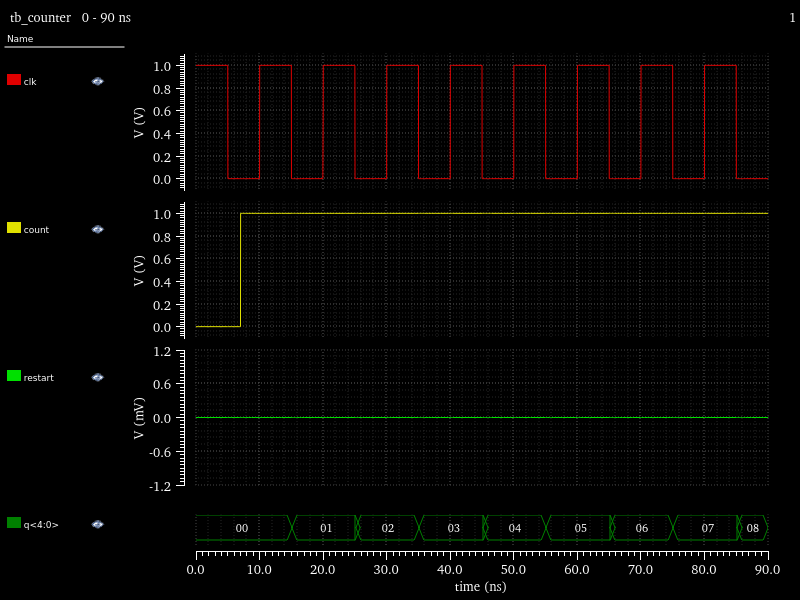 tb_counter 0 - 90 ns 1
Name
clk
1.0
0.8
0.6
0.4
0.2
0.0
V (V)
count
1.0
0.8
0.6
0.4
0.2
0.0
V (V)
restart
1.2
0.6
0.0
-0.6
-1.2
V (mV)
q<4:0>
00 01 02 03 04 05 06 07 08
0.0 10.0 20.0 30.0 40.0 50.0 60.0 70.0 80.0 90.0
time (ns)